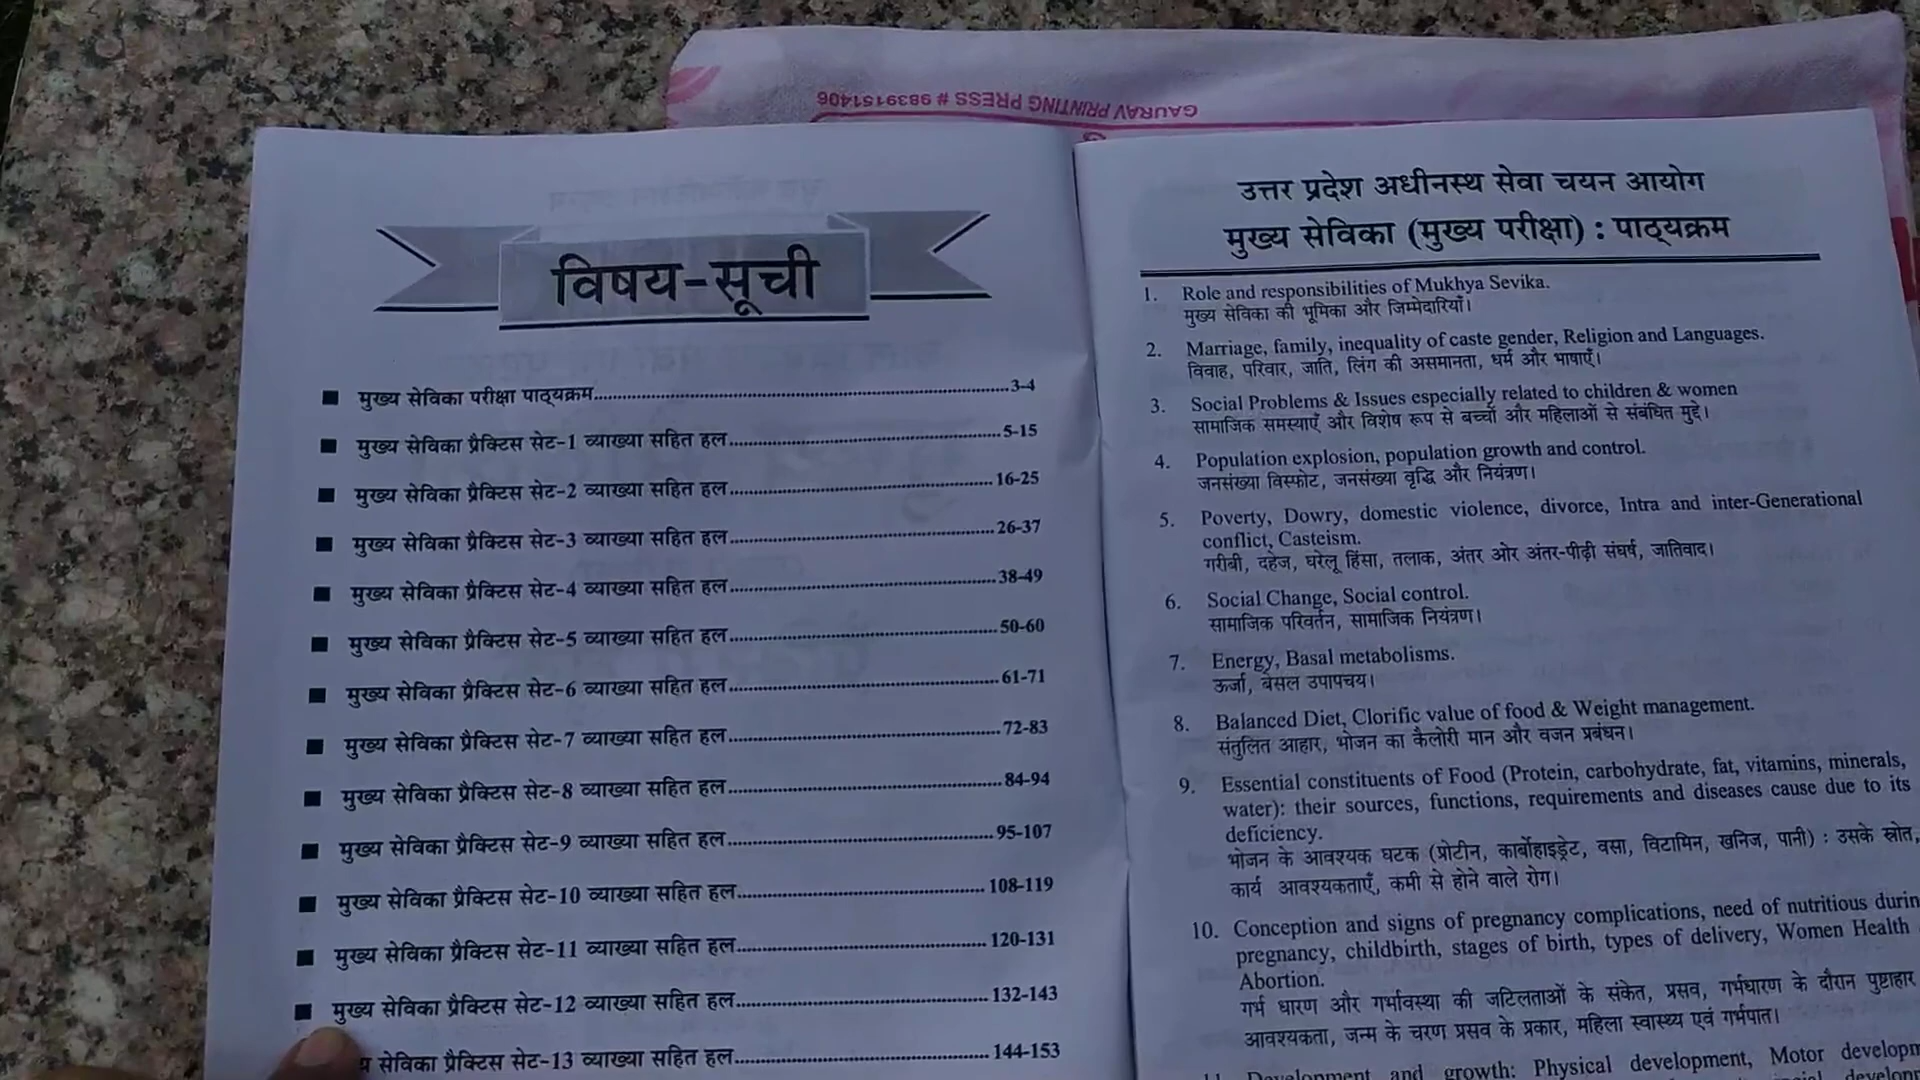 GAURAV PRINTING PRESS # 9839151406
विषय-सूची
■ मुख्य सेविका परीक्षा पाठ्यक्रम..........3-4
■ मुख्य सेविका प्रैक्टिस सेट-1 व्याख्या सहित हल..........5-15
■ मुख्य सेविका प्रैक्टिस सेट-2 व्याख्या सहित हल..........16-25
■ मुख्य सेविका प्रैक्टिस सेट-3 व्याख्या सहित हल..........26-37
■ मुख्य सेविका प्रैक्टिस सेट-4 व्याख्या सहित हल..........38-49
■ मुख्य सेविका प्रैक्टिस सेट-5 व्याख्या सहित हल..........50-60
■ मुख्य सेविका प्रैक्टिस सेट-6 व्याख्या सहित हल..........61-71
■ मुख्य सेविका प्रैक्टिस सेट-7 व्याख्या सहित हल..........72-83
■ मुख्य सेविका प्रैक्टिस सेट-8 व्याख्या सहित हल..........84-94
■ मुख्य सेविका प्रैक्टिस सेट-9 व्याख्या सहित हल..........95-107
■ मुख्य सेविका प्रैक्टिस सेट-10 व्याख्या सहित हल..........108-119
■ मुख्य सेविका प्रैक्टिस सेट-11 व्याख्या सहित हल..........120-131
■ मुख्य सेविका प्रैक्टिस सेट-12 व्याख्या सहित हल..........132-143
सेविका प्रैक्टिस सेट-13 व्याख्या सहित हल..........144-153
उत्तर प्रदेश अधीनस्थ सेवा चयन आयोग
मुख्य सेविका (मुख्य परीक्षा) : पाठ्यक्रम
1. Role and responsibilities of Mukhya Sevika.
मुख्य सेविका की भूमिका और जिम्मेदारियाँ।
2. Marriage, family, inequality of caste gender, Religion and Languages.
विवाह, परिवार, जाति, लिंग की असमानता, धर्म और भाषाएँ।
3. Social Problems & Issues especially related to children & women
सामाजिक समस्याएँ और विशेष रूप से बच्चों और महिलाओं से संबंधित मुद्दे।
4. Population explosion, population growth and control.
जनसंख्या विस्फोट, जनसंख्या वृद्धि और नियंत्रण।
5. Poverty, Dowry, domestic violence, divorce, Intra and inter-Generational
conflict, Casteism.
गरीबी, दहेज, घरेलू हिंसा, तलाक, अंतर ओर अंतर-पीढ़ी संघर्ष, जातिवाद।
6. Social Change, Social control.
सामाजिक परिवर्तन, सामाजिक नियंत्रण।
7. Energy, Basal metabolisms.
ऊर्जा, बेसल उपापचय।
8. Balanced Diet, Clorific value of food & Weight management.
संतुलित आहार, भोजन का कैलोरी मान और वजन प्रबंधन।
9. Essential constituents of Food (Protein, carbohydrate, fat, vitamins, minerals,
water): their sources, functions, requirements and diseases cause due to its
deficiency.
भोजन के आवश्यक घटक (प्रोटीन, कार्बोहाइड्रेट, वसा, विटामिन, खनिज, पानी) : उसके स्रोत,
कार्य आवश्यकताएँ, कमी से होने वाले रोग।
10. Conception and signs of pregnancy complications, need of nutritious durin
pregnancy, childbirth, stages of birth, types of delivery, Women Health
Abortion.
गर्भ धारण और गर्भावस्था की जटिलताओं के संकेत, प्रसव, गर्भधारण के दौरान पुष्टाहार
आवश्यकता, जन्म के चरण प्रसव के प्रकार, महिला स्वास्थ्य एवं गर्भपात।
11. Development and growth: Physical development, Motor developm